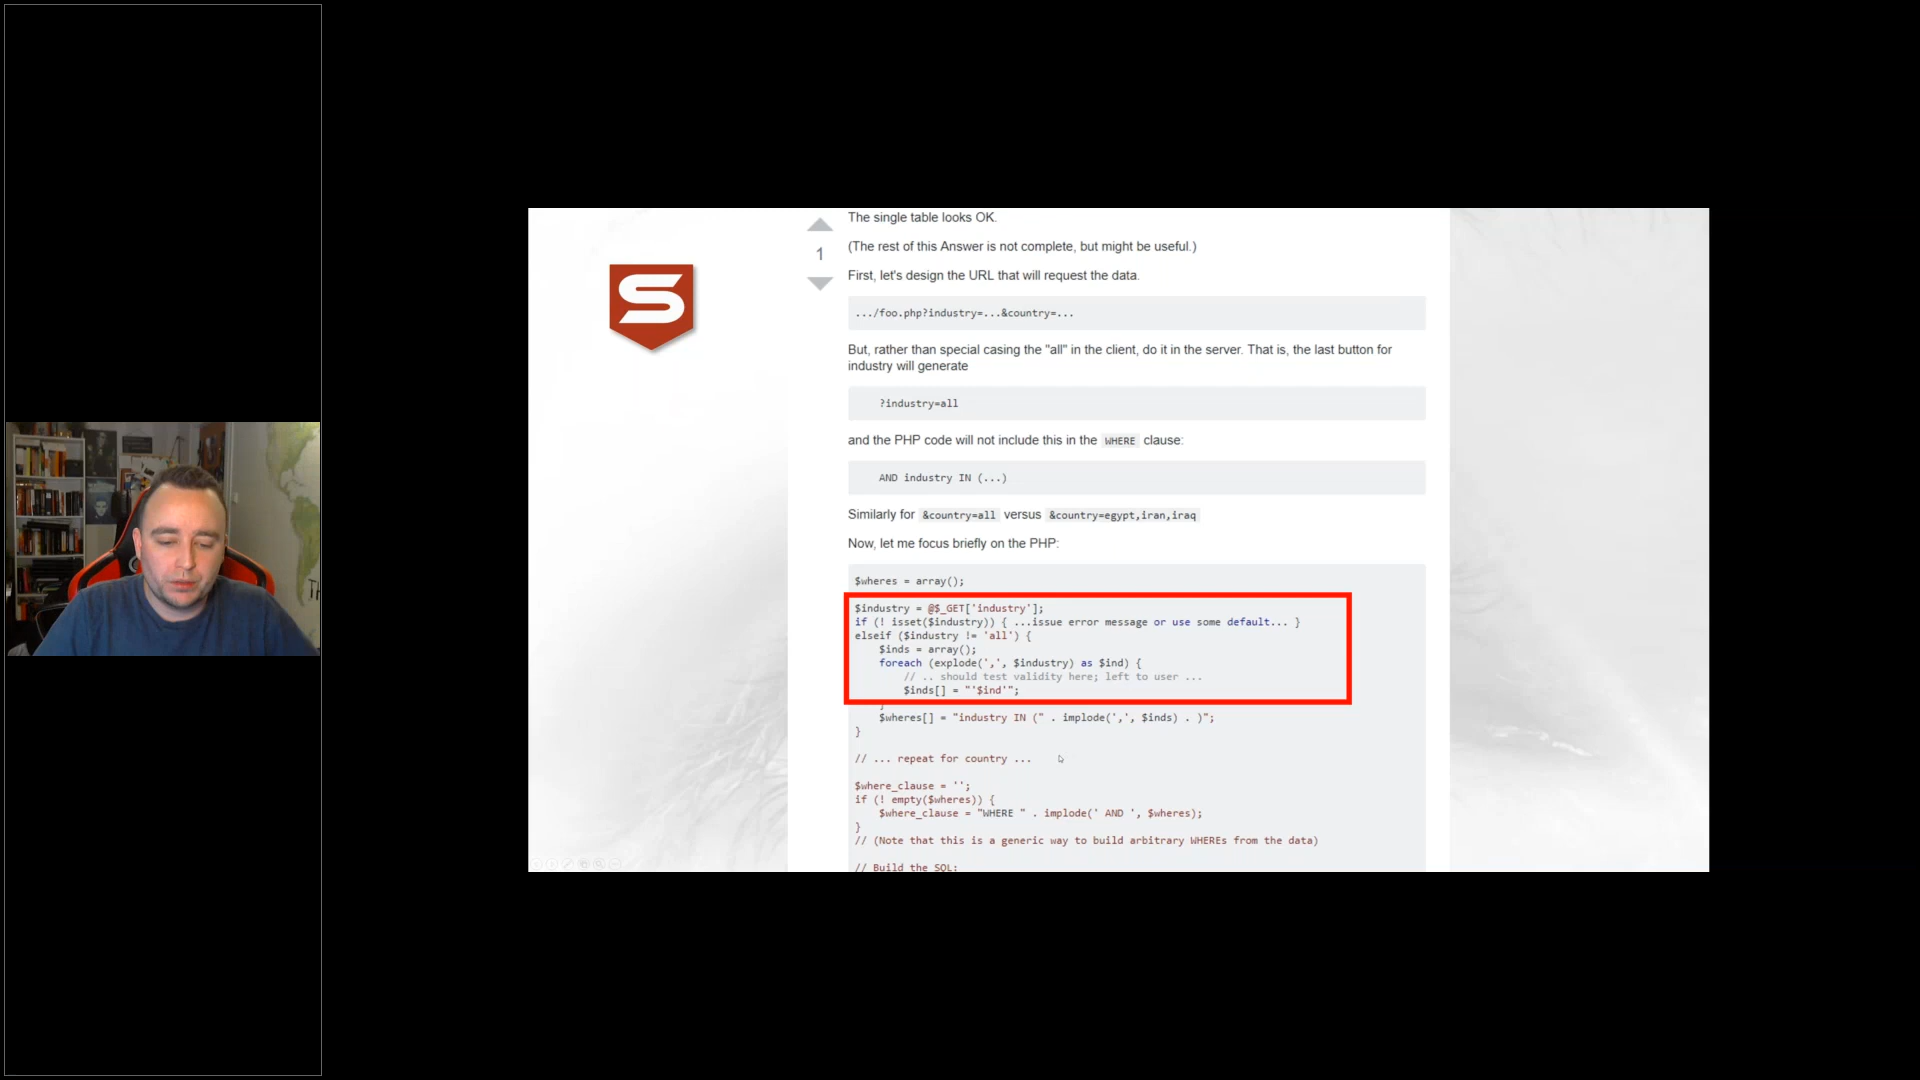 The single table looks OK.
1
(The rest of this Answer is not complete, but might be useful.)
First, let's design the URL that will request the data.
.../foo.php?industry=...&country=...
But, rather than special casing the "all" in the client, do it in the server. That is, the last button for
industry will generate
?industry=all
and the PHP code will not include this in the WHERE clause:
AND industry IN (...)
Similarly for &country=all versus &country=egypt,iran,iraq
Now, let me focus briefly on the PHP:
$wheres = array();
$industry = @$_GET['industry'];
if (! isset($industry)) { ...issue error message or use some default... }
elseif ($industry != 'all') {
$inds = array();
foreach (explode(',', $industry) as $ind) {
// .. should test validity here; left to user ...
$inds[] = "'$ind'";
}
$wheres[] = "industry IN (" . implode(',', $inds) . )";
}
// ... repeat for country ...
$where_clause = '';
if (! empty($wheres)) {
$where_clause = "WHERE " . implode(' AND ', $wheres);
}
// (Note that this is a generic way to build arbitrary WHEREs from the data)
// Build the SQL: